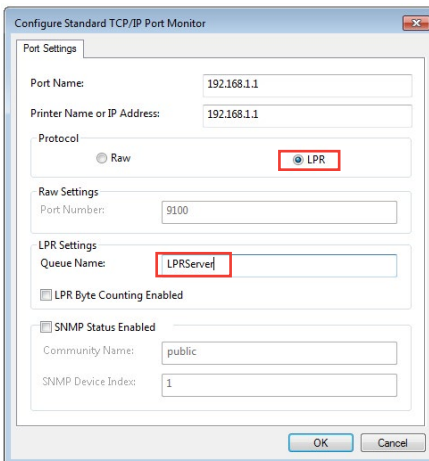 Configure Standard TCP/IP Port Monitor
Port Settings
Port Name: 192.168.1.1
Printer Name or IP Address: 192.168.1.1
Protocol
Raw LPR
Raw Settings
Port Number: 9100
LPR Settings
Queue Name: LPRServer
LPR Byte Counting Enabled
SNMP Status Enabled
Community Name: public
SNMP Device Index: 1
OK Cancel